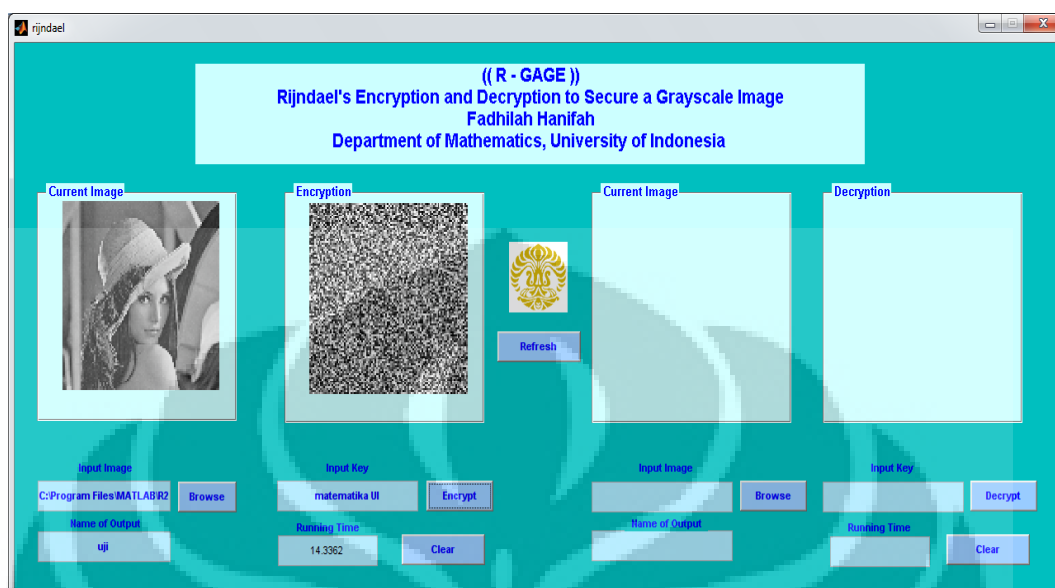 rijndael
(( R - GAGE ))
Rijndael's Encryption and Decryption to Secure a Grayscale Image
Fadhilah Hanifah
Department of Mathematics, University of Indonesia
Current Image
Encryption
Current Image
Decryption
Refresh
Input Image
Input Key
Input Image
Input Key
C:\Program Files\MATLAB\R2
Browse
matematika UI
Encrypt
Browse
Decrypt
Name of Output
Running Time
Name of Output
Running Time
uji
14.3362
Clear
Clear